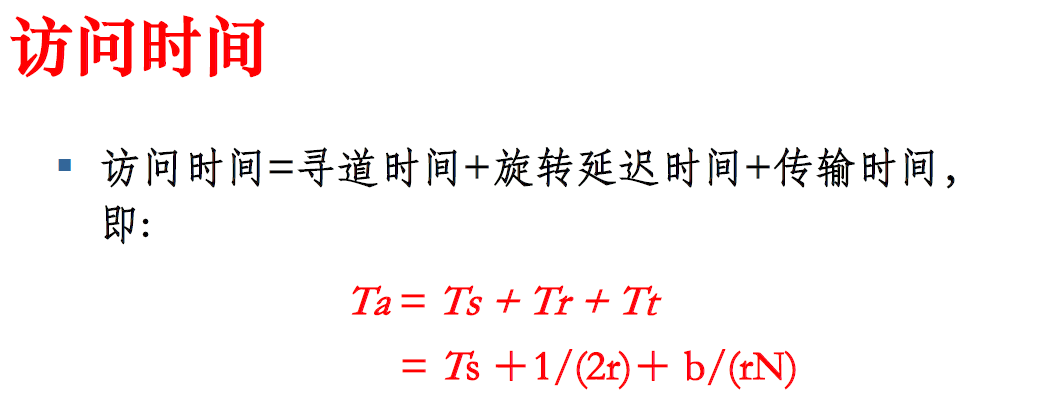 访问时间
▪ 访问时间=寻道时间+旋转延迟时间+传输时间,
即:
Ta = Ts + Tr + Tt
= Ts +1/(2r)+ b/(rN)